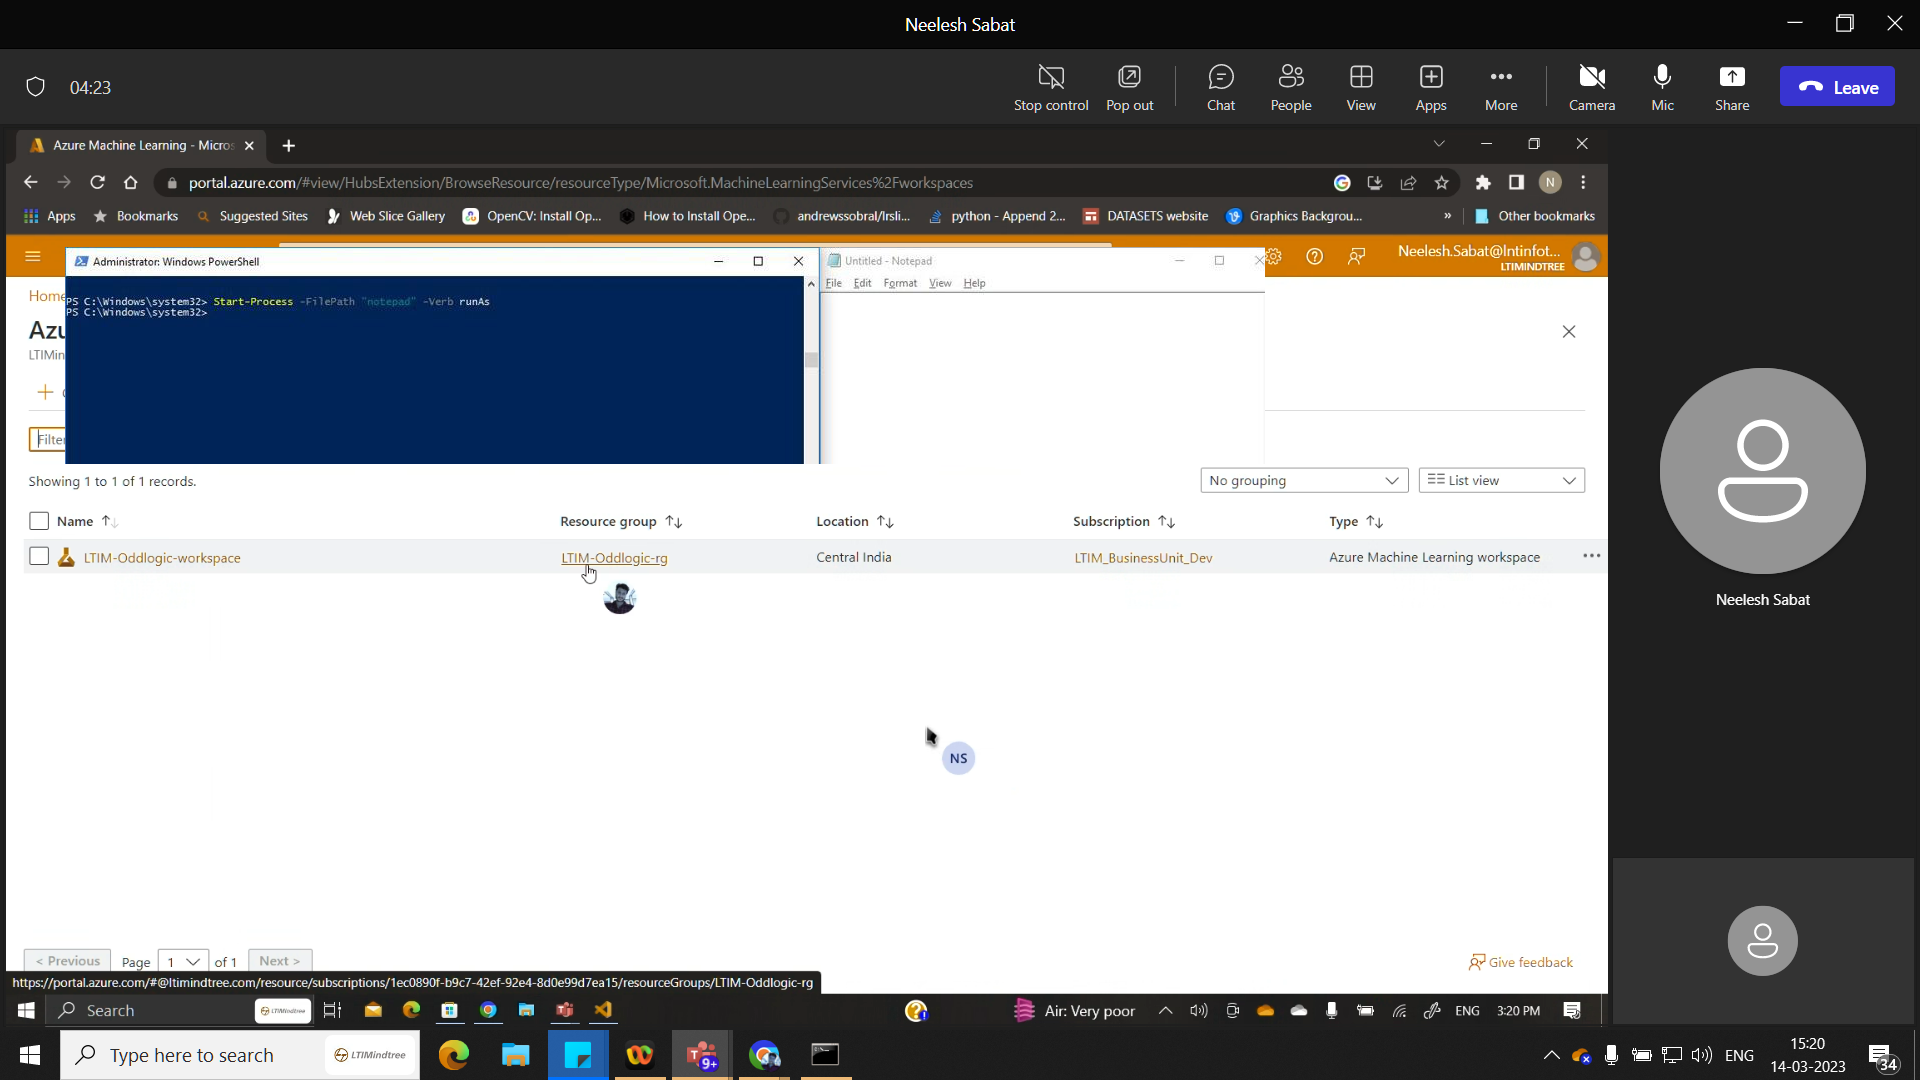 Neelesh Sabat
04:23
Stop control
Pop out
Chat
People
View
Apps
More
Camera
Mic
Share
Leave
Azure Machine Learning - Micros
portal.azure.com/#view/HubsExtension/BrowseResource/resourceType/Microsoft.MachineLearningServices%2Fworkspaces
N
Apps
Bookmarks
Suggested Sites
Web Slice Gallery
OpenCV: Install Op...
How to Install Ope...
andrewssobral/lrsli...
python - Append 2...
DATASETS website
Graphics Backgrou...
»
Other bookmarks
Neelesh.Sabat@lntinfot...
LTIMINDTREE
Administrator: Windows PowerShell
PS C:\Windows\system32> Start-Process -FilePath "notepad" -Verb runAs
PS C:\Windows\system32>
Untitled - Notepad
File Edit Format View Help
Home
Azu
LTIMin
Filter
Showing 1 to 1 of 1 records.
No grouping
List view
Name
Resource group
Location
Subscription
Type
LTIM-Oddlogic-workspace
LTIM-Oddlogic-rg
Central India
LTIM_BusinessUnit_Dev
Azure Machine Learning workspace
NS
Neelesh Sabat
< Previous
Page 1 of 1
Next >
Give feedback
https://portal.azure.com/#@ltimindtree.com/resource/subscriptions/1ec0890f-b9c7-42ef-92e4-8d0e99d7ea15/resourceGroups/LTIM-Oddlogic-rg
Search
LTIMindtree
Air: Very poor
ENG
3:20 PM
Type here to search
LTIMindtree
9+
ENG
15:20
14-03-2023
34